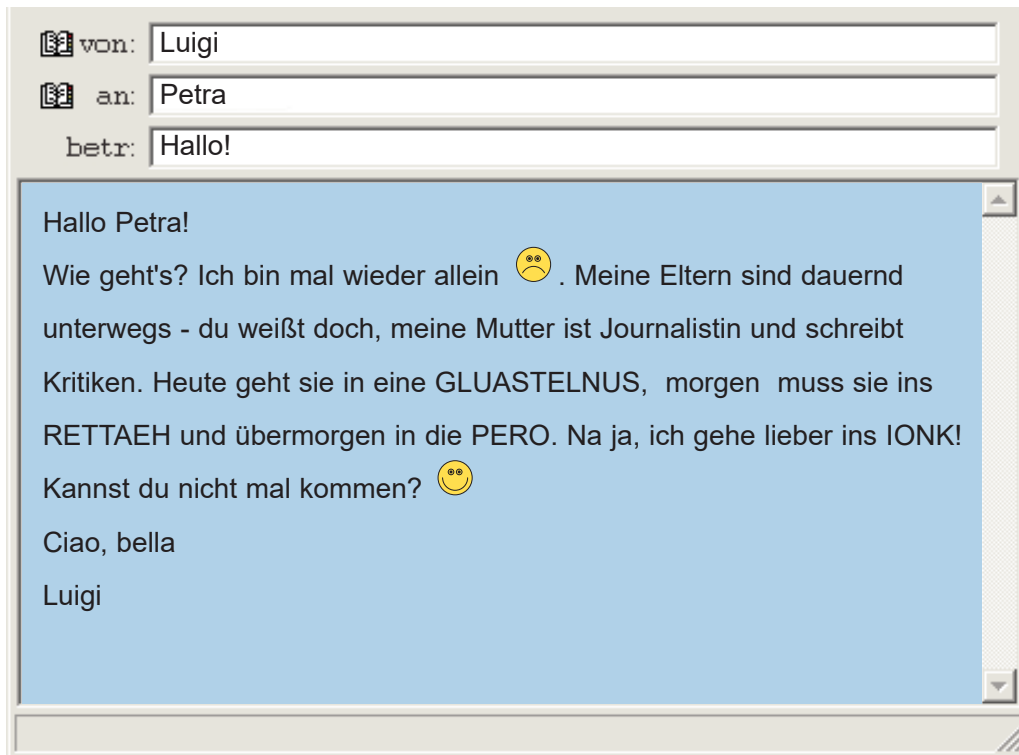 von: Luigi
an: Petra
betr: Hallo!
Hallo Petra!
Wie geht's? Ich bin mal wieder allein . Meine Eltern sind dauernd
unterwegs - du weißt doch, meine Mutter ist Journalistin und schreibt
Kritiken. Heute geht sie in eine GLUASTELNUS, morgen muss sie ins
RETTAEH und übermorgen in die PERO. Na ja, ich gehe lieber ins IONK!
Kannst du nicht mal kommen?
Ciao, bella
Luigi